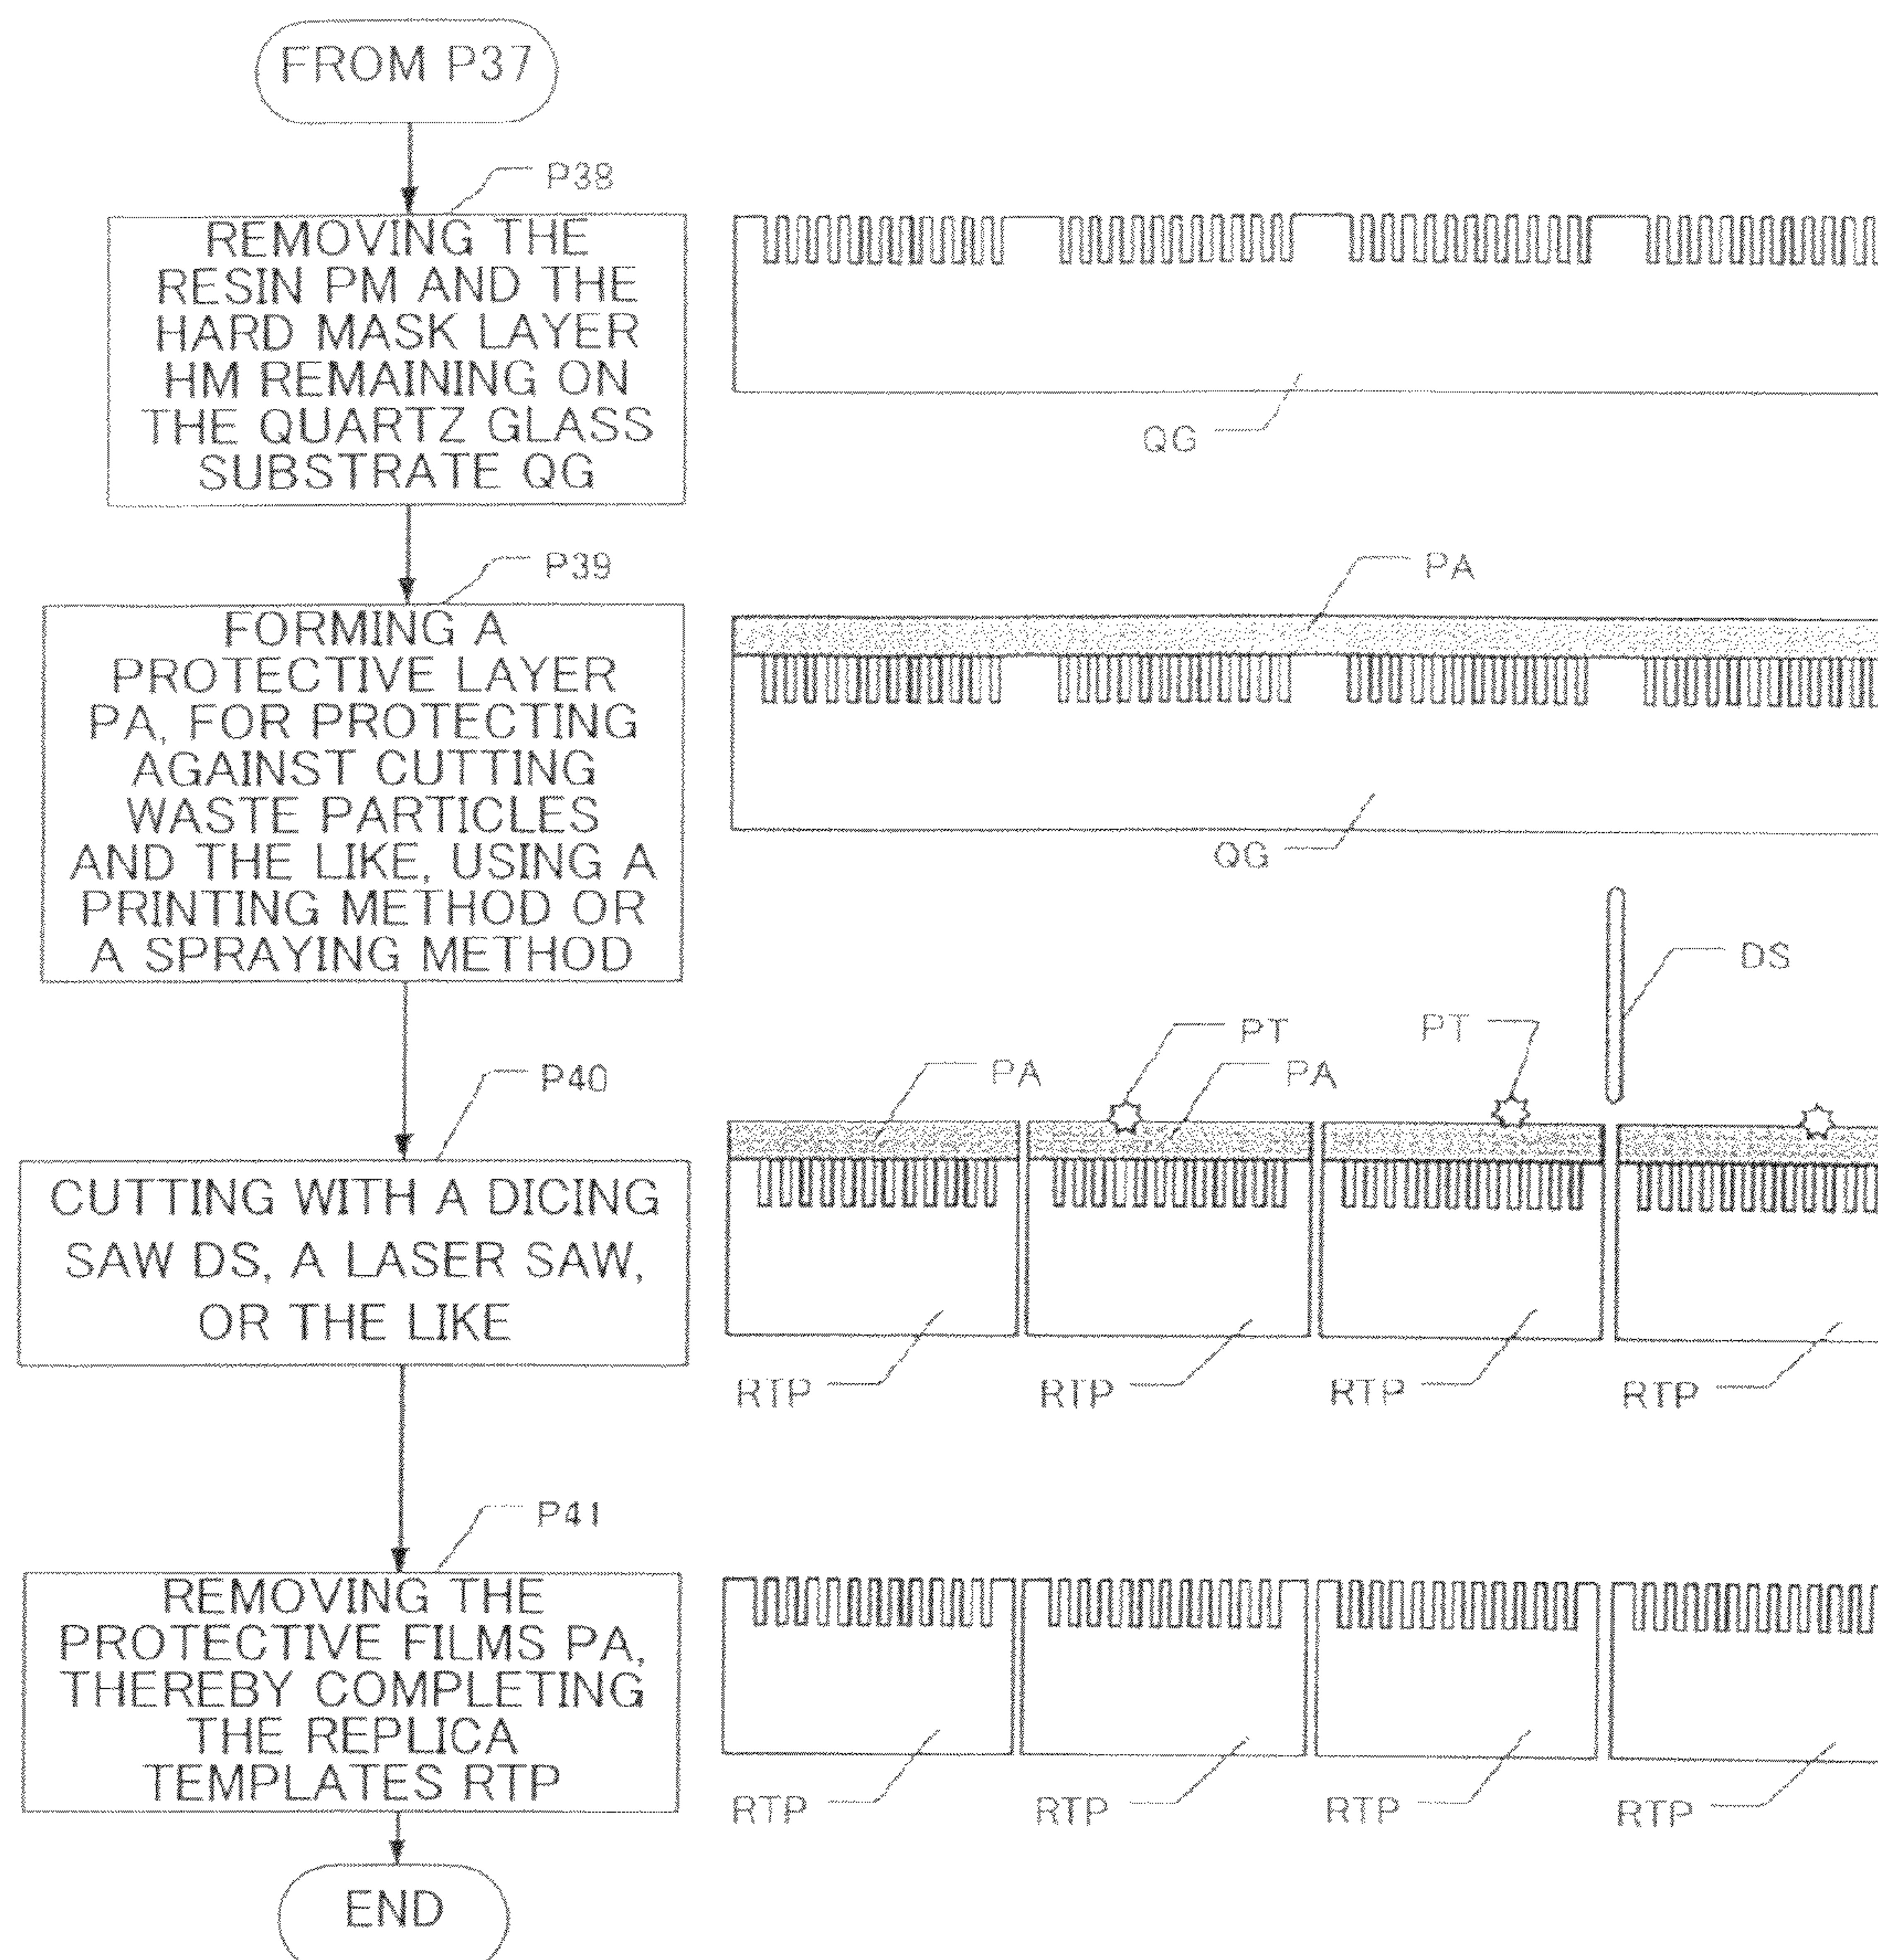 FROM P37
P38
REMOVING THE
RESIN PM AND THE
HARD MASK LAYER
HM REMAINING ON
THE QUARTZ GLASS
SUBSTRATE QG
QG
P39
FORMING A
PROTECTIVE LAYER
PA, FOR PROTECTING
AGAINST CUTTING
WASTE PARTICLES
AND THE LIKE, USING A
PRINTING METHOD OR
A SPRAYING METHOD
PA
QG
DS
P40
CUTTING WITH A DICING
SAW DS, A LASER SAW,
OR THE LIKE
PT
PT
PA
PA
RTP
RTP
RTP
RTP
P41
REMOVING THE
PROTECTIVE FILMS PA,
THEREBY COMPLETING
THE REPLICA
TEMPLATES RTP
RTP
RTP
RTP
RTP
END